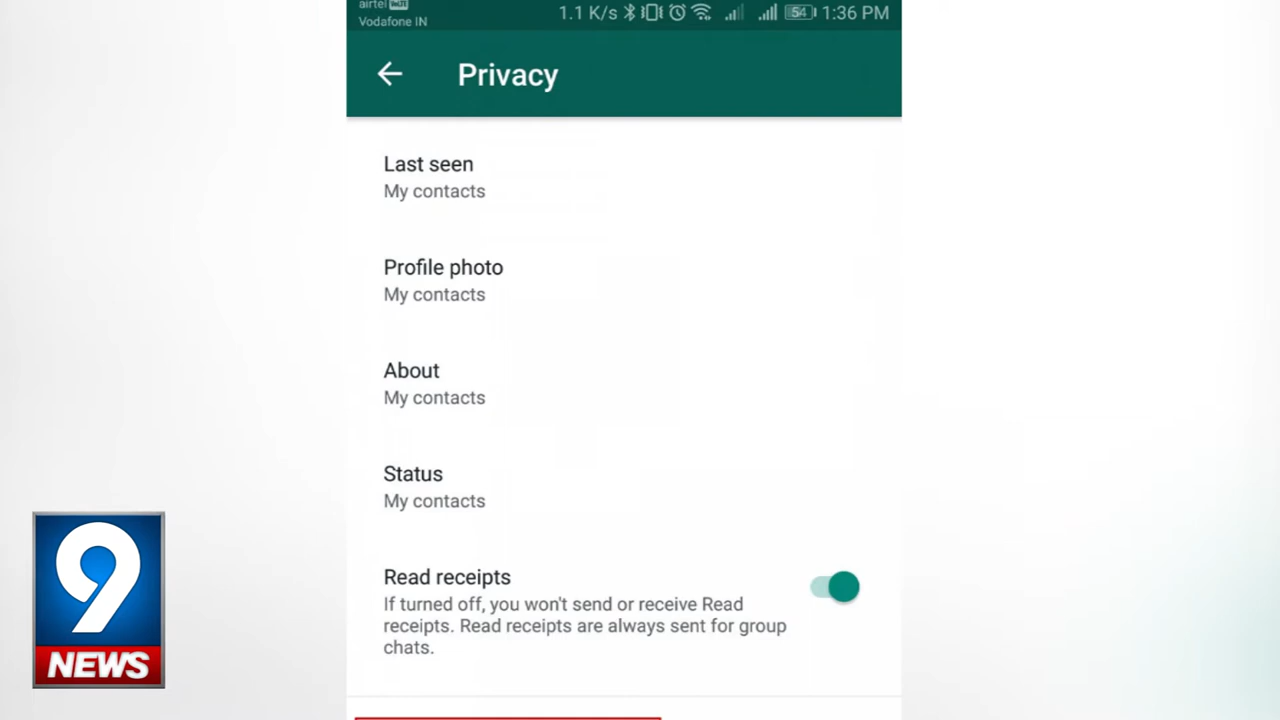 airtel VoLTE
Vodafone IN
1.1 K/s 54 1:36 PM
Privacy
Last seen
My contacts
Profile photo
My contacts
About
My contacts
Status
My contacts
Read receipts
If turned off, you won't send or receive Read
receipts. Read receipts are always sent for group
chats.
9
NEWS